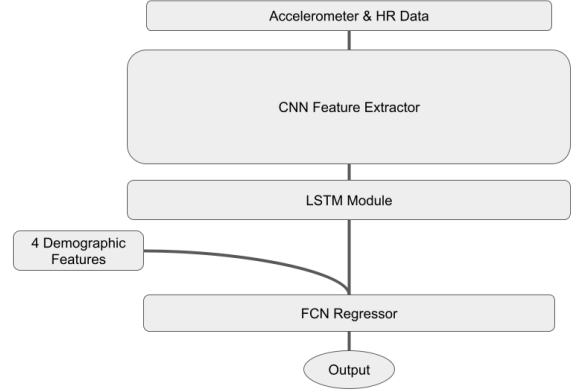 Accelerometer & HR Data
CNN Feature Extractor
LSTM Module
4 Demographic
Features
FCN Regressor
Output